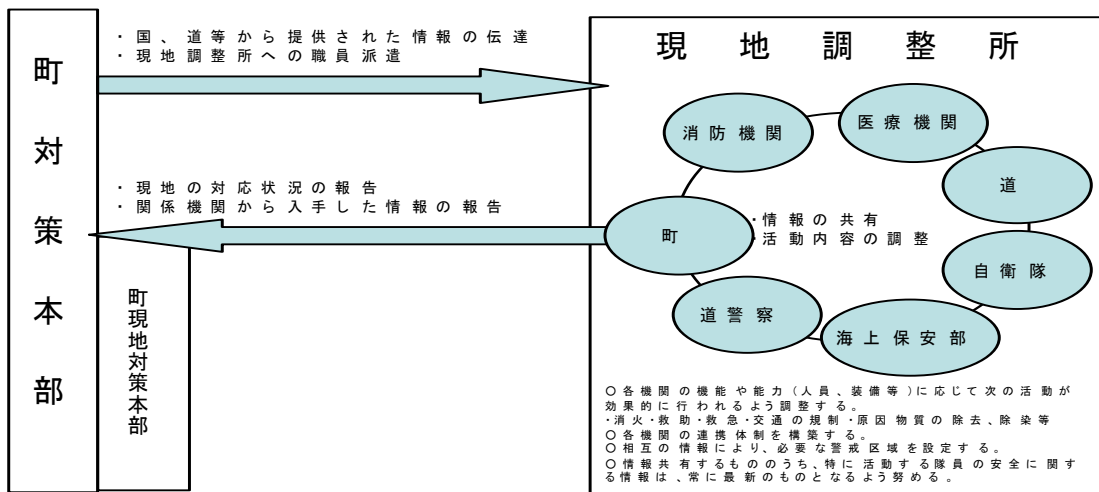 町対策本部
・国、道等から提供された情報の伝達
・現地調整所への職員派遣
・現地の対応状況の報告
・関係機関から入手した情報の報告
町現地対策本部
現地調整所
消防機関
医療機関
道
自衛隊
海上保安部
道警察
町
・情報の共有
・活動内容の調整
〇各機関の機能や能力(人員、装備等)に応じて次の活動が
効果的に行われるよう調整する。
・消火・救助・救急・交通の規制・原因物質の除去、除染等
〇各機関の連携体制を構築する。
〇相互の情報により、必要な警戒区域を設定する。
〇情報共有するもののうち、特に活動する隊員の安全に関す
る情報は、常に最新のものとなるよう努める。